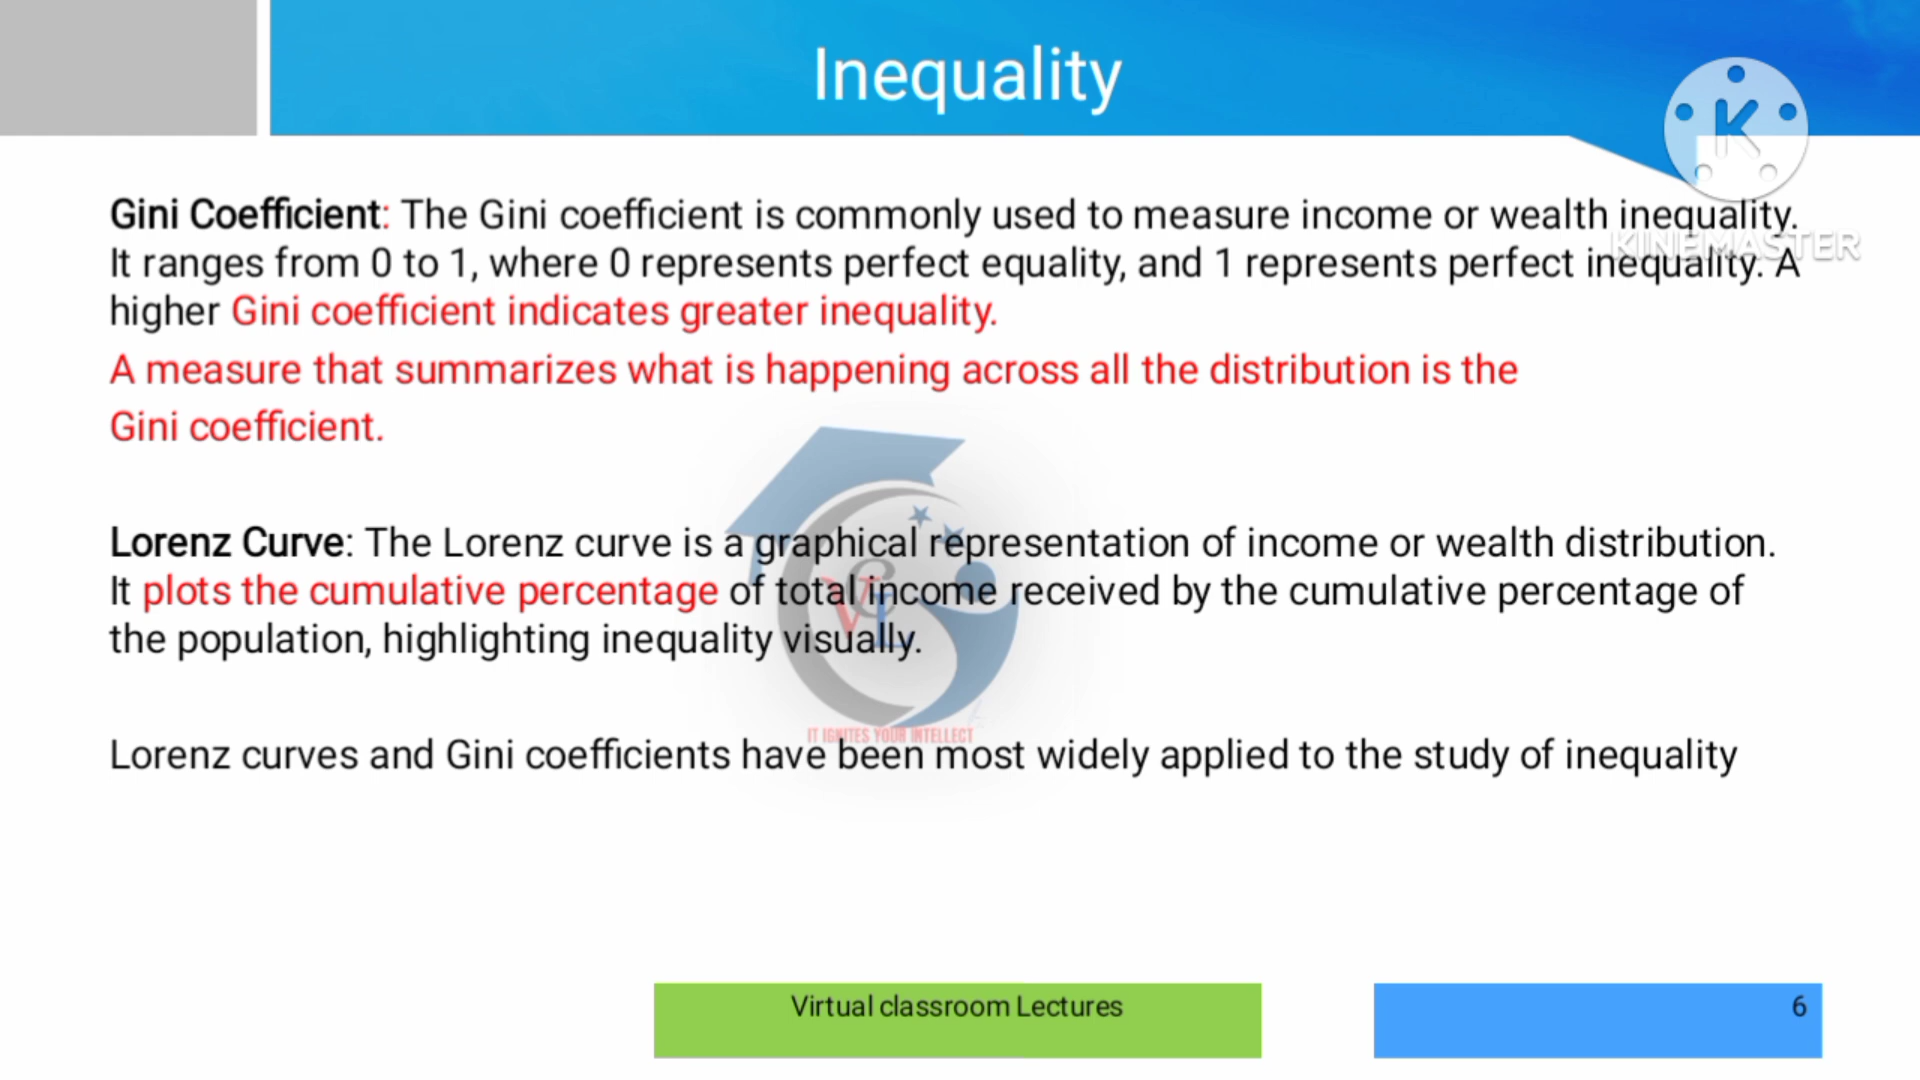 Inequality
K
KINEMASTER
Gini Coefficient: The Gini coefficient is commonly used to measure income or wealth inequality.
It ranges from 0 to 1, where 0 represents perfect equality, and 1 represents perfect inequality. A
higher Gini coefficient indicates greater inequality.
A measure that summarizes what is happening across all the distribution is the
Gini coefficient.
Lorenz Curve: The Lorenz curve is a graphical representation of income or wealth distribution.
It plots the cumulative percentage of total income received by the cumulative percentage of
the population, highlighting inequality visually.
VCL
IT IGNITES YOUR INTELLECT
Lorenz curves and Gini coefficients have been most widely applied to the study of inequality
Virtual classroom Lectures
6